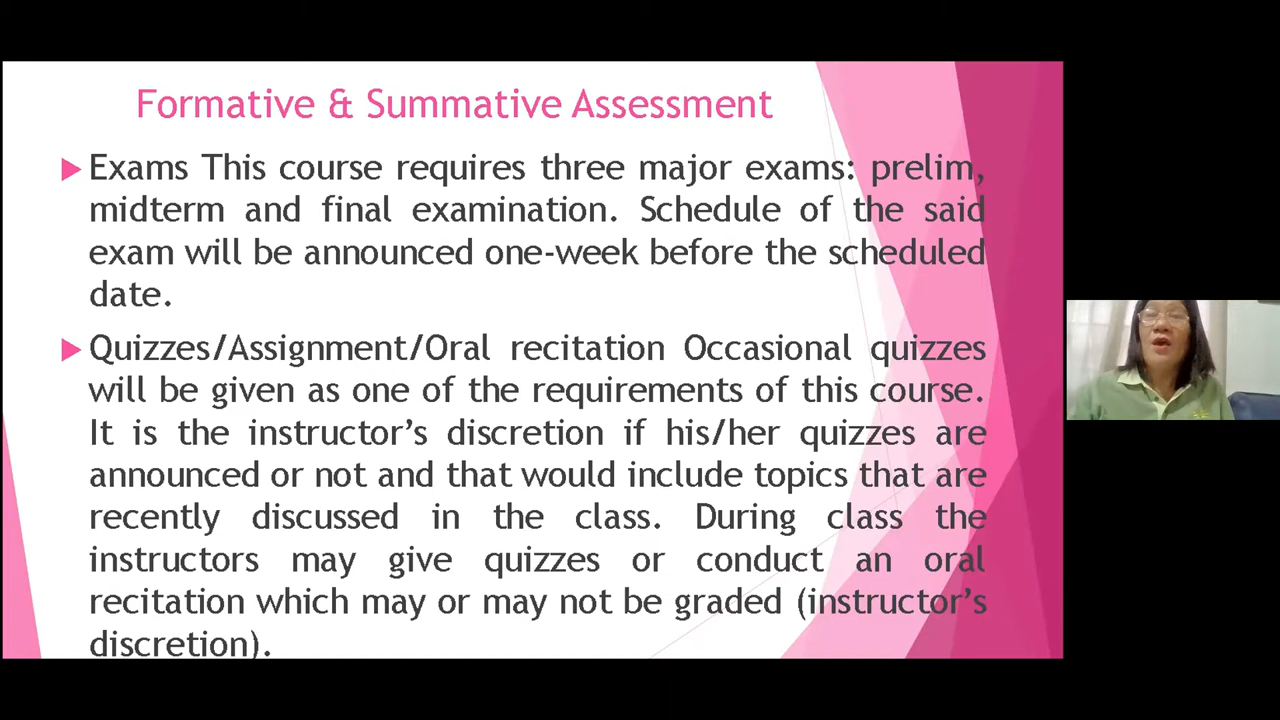 Formative & Summative Assessment
Exams This course requires three major exams: prelim,
midterm and final examination. Schedule of the said
exam will be announced one-week before the scheduled
date.
Quizzes/Assignment/Oral recitation Occasional quizzes
will be given as one of the requirements of this course.
It is the instructor's discretion if his/her quizzes are
announced or not and that would include topics that are
recently discussed in the class. During class the
instructors may give quizzes or conduct an oral
recitation which may or may not be graded (instructor's
discretion).